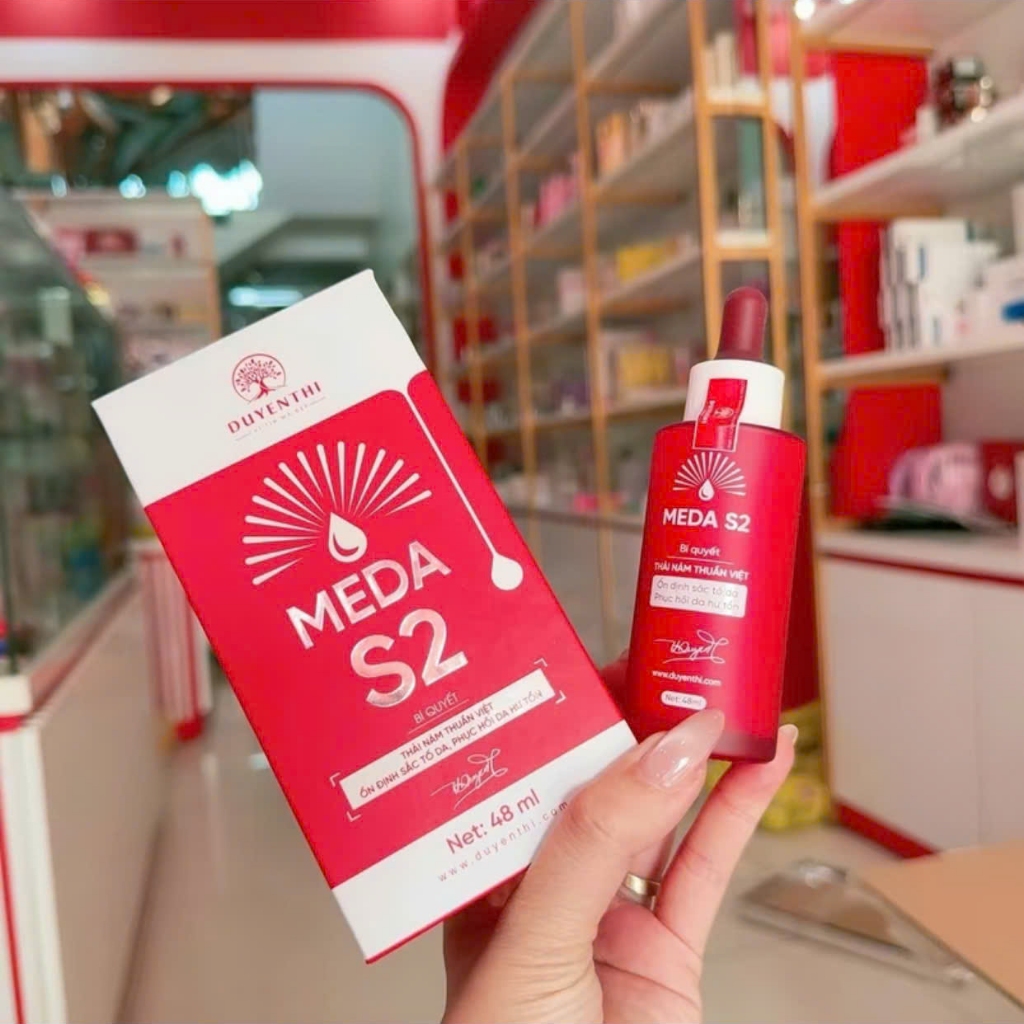 DUYENTHI
MEDA
S2
BÍ QUYẾT
THẢI NÁM THUẦN VIỆT
ỔN ĐỊNH SẮC TỐ DA, PHỤC HỒI DA HƯ TỔN
Net: 48 ml
www.duyenthi.com
MEDA S2
Bí quyết
THẢI NÁM THUẦN VIỆT
Ổn định sắc tố da
Phục hồi da hư tổn
www.duyenthi.com
Net: 48ml